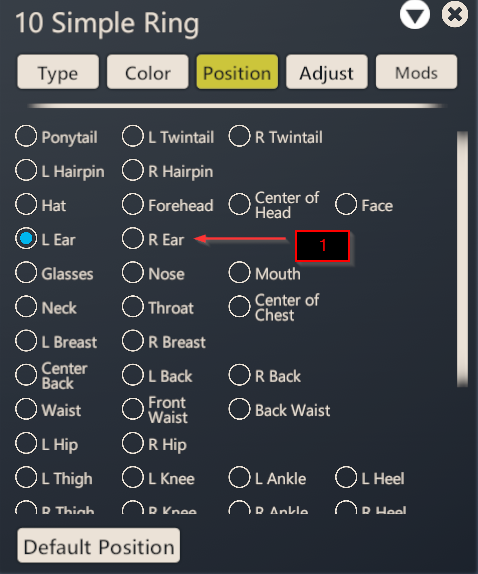 10 Simple Ring
Type Color Position Adjust Mods
Ponytail L Twintail R Twintail
L Hairpin R Hairpin
Hat Forehead Center of Head Face
L Ear R Ear 1
Glasses Nose Mouth
Neck Throat Center of Chest
L Breast R Breast
Center Back L Back R Back
Waist Front Waist Back Waist
L Hip R Hip
L Thigh L Knee L Ankle L Heel
R Thigh R Knee R Ankle R Heel
Default Position